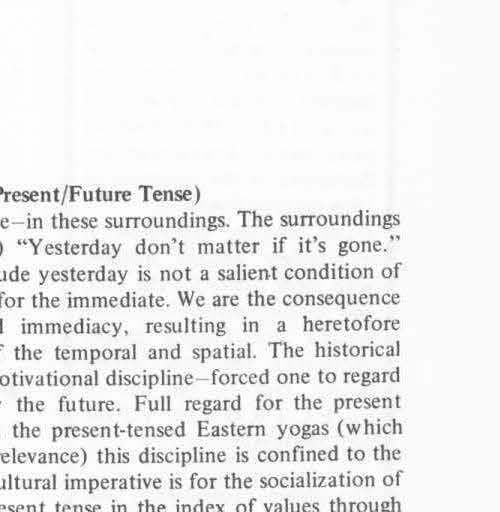 Present/Future Tense)
e—in these surroundings. The surroundings
) “Yesterday don’t matter if it’s gone.”
ude yesterday is not a salient condition of
for the immediate. We are the consequence
l immediacy, resulting in a heretofore
f the temporal and spatial. The historical
otivational discipline—forced one to regard
the future. Full regard for the present
the present-tensed Eastern yogas (which
relevance) this discipline is confined to the
ultural imperative is for the socialization of
esent tense in the index of values through